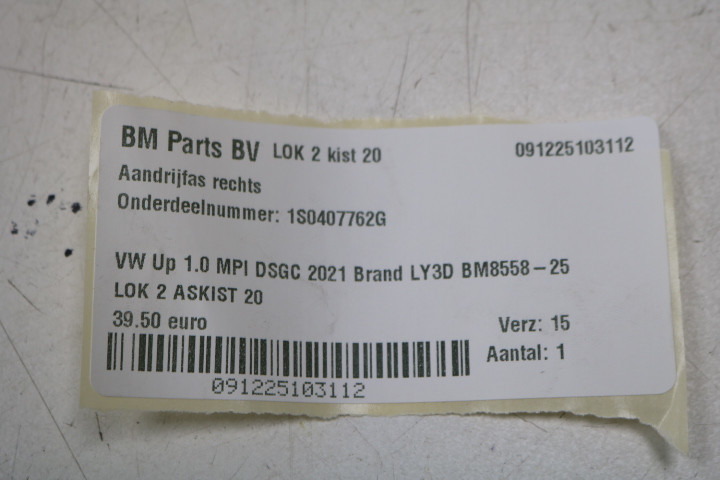 BM Parts BV LOK 2 kist 20 091225103112
Aandrijfas rechts
Onderdeelnummer: 1S0407762G
VW Up 1.0 MPI DSGC 2021 Brand LY3D BM8558-25
LOK 2 ASKIST 20
39.50 euro Verz: 15
Aantal: 1
091225103112